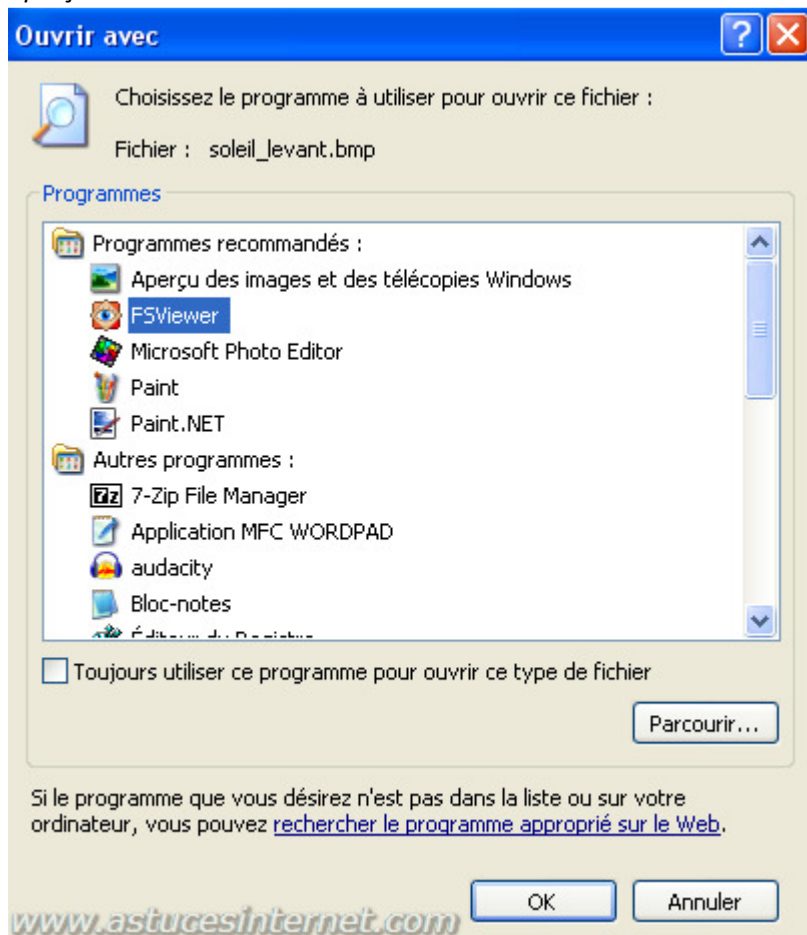 Ouvrir avec
Choisissez le programme à utiliser pour ouvrir ce fichier :
Fichier : soleil_levant.bmp
Programmes
Programmes recommandés :
Aperçu des images et des télécopies Windows
FSViewer
Microsoft Photo Editor
Paint
Paint.NET
Autres programmes :
7-Zip File Manager
Application MFC WORDPAD
audacity
Bloc-notes
Toujours utiliser ce programme pour ouvrir ce type de fichier
Parcourir...
Si le programme que vous désirez n'est pas dans la liste ou sur votre
ordinateur, vous pouvez rechercher le programme approprié sur le Web.
OK Annuler
www.astucesinternet.com